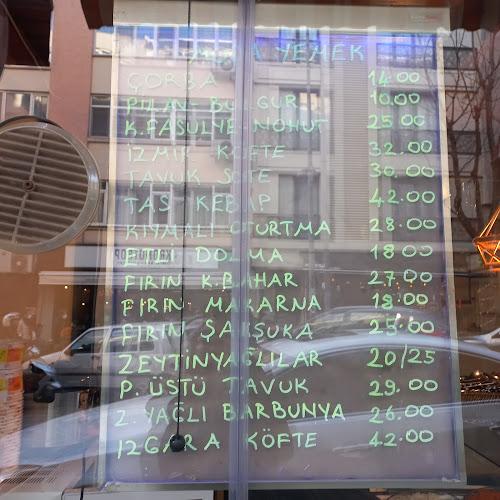 YEMEK
ÇORBA 14.00
PİLAV-BULGUR 10.00
K.FASULYE-NOHUT 25.00
İZMİR KÖFTE 32.00
TAVUK SOTE 30.00
TAS KEBAP 42.00
KIYMALI OTURTMA 28.00
DOLMA 18.00
FIRIN K.BAHAR 27.00
FIRIN MAKARNA 18.00
FIRIN ŞAKŞUKA 25.00
ZEYTİNYAĞLILAR 20/25
P. ÜSTÜ TAVUK 29.00
Z. YAĞLI BARBUNYA 26.00
IZGARA KÖFTE 42.00